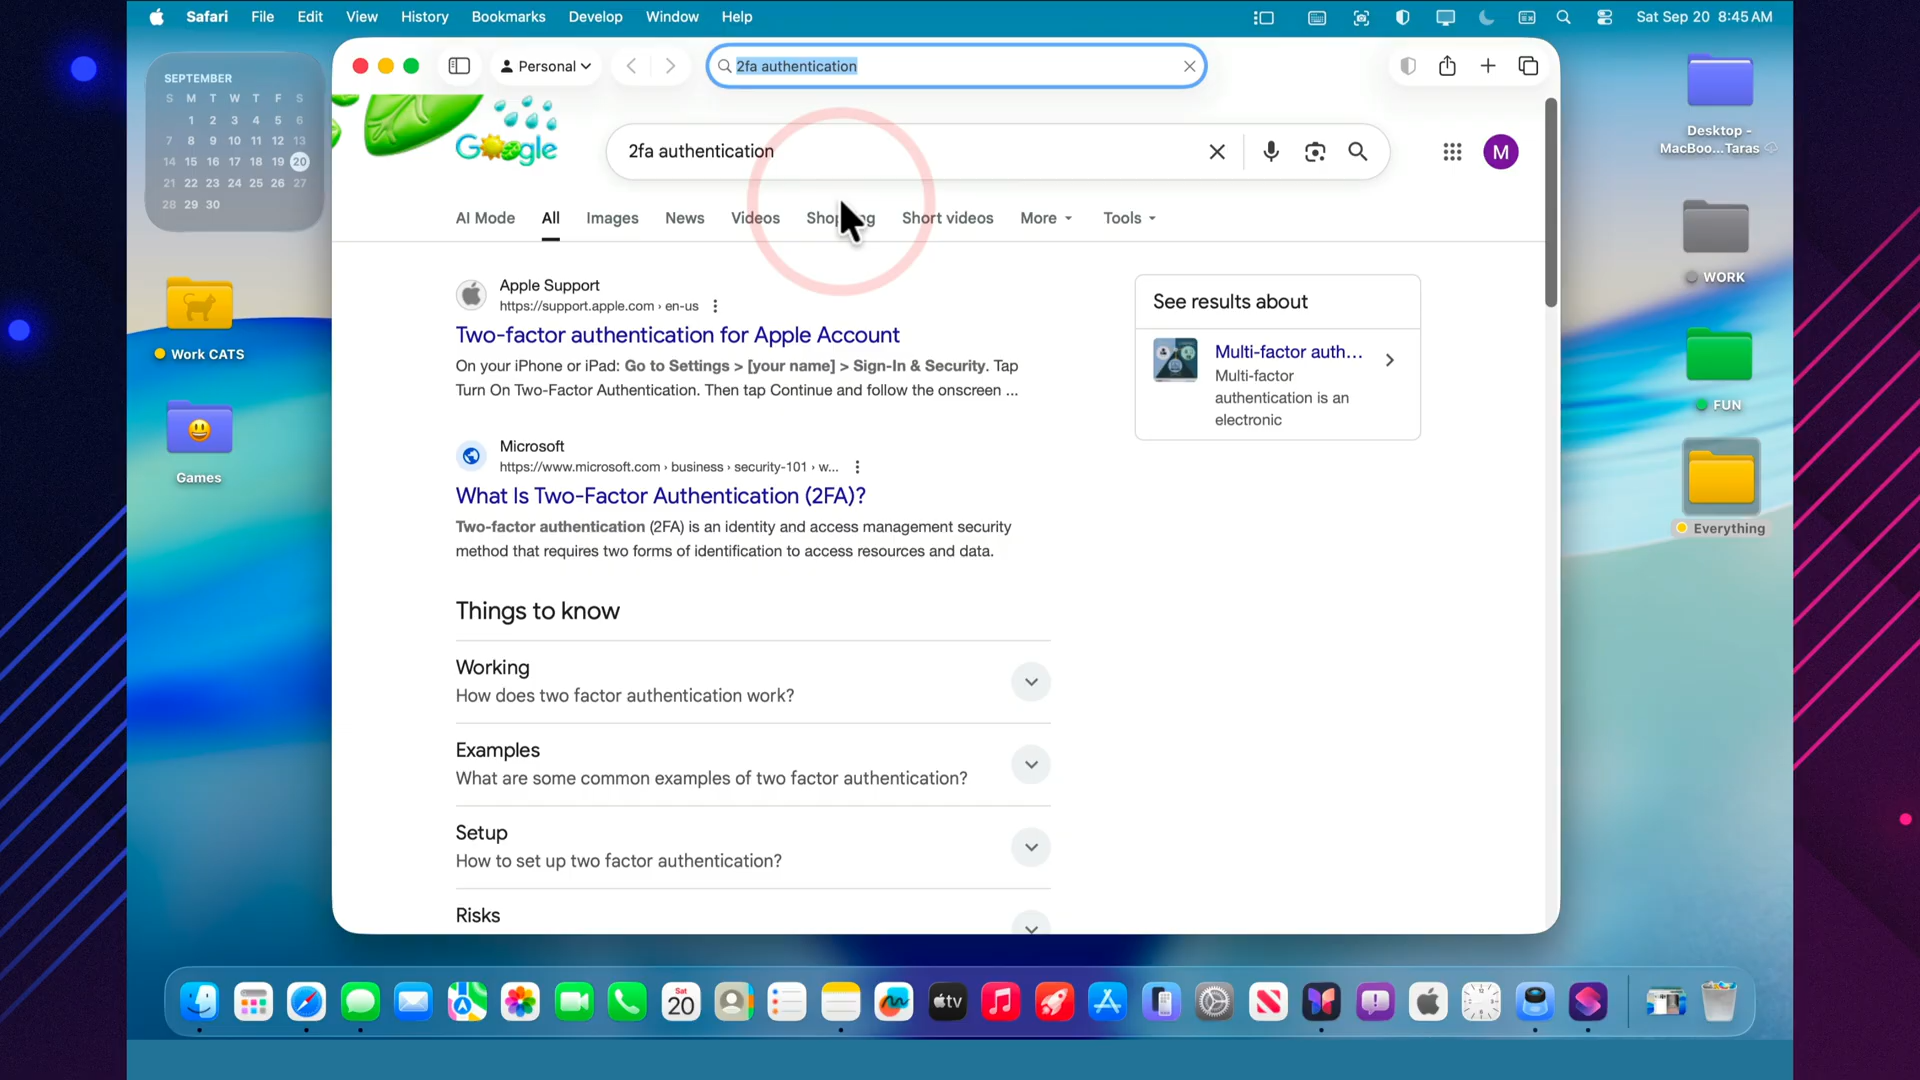 Safari File Edit View History Bookmarks Develop Window Help
Sat Sep 20 8:45 AM
SEPTEMBER
S M T W T F S
1 2 3 4 5 6
7 8 9 10 11 12 13
14 15 16 17 18 19 20
21 22 23 24 25 26 27
28 29 30
Work CATS
Games
Personal
2fa authentication
Google
2fa authentication
M
AI Mode All Images News Videos Shopping Short videos More Tools
Apple Support
https://support.apple.com › en-us
Two-factor authentication for Apple Account
On your iPhone or iPad: Go to Settings > [your name] > Sign-In & Security. Tap
Turn On Two-Factor Authentication. Then tap Continue and follow the onscreen ...
Microsoft
https://www.microsoft.com › business › security-101 › w...
What Is Two-Factor Authentication (2FA)?
Two-factor authentication (2FA) is an identity and access management security
method that requires two forms of identification to access resources and data.
Things to know
Working
How does two factor authentication work?
Examples
What are some common examples of two factor authentication?
Setup
How to set up two factor authentication?
Risks
See results about
Multi-factor auth...
Multi-factor
authentication is an
electronic
Desktop -
MacBoo...Taras
WORK
FUN
Everything
Sat
20
tv